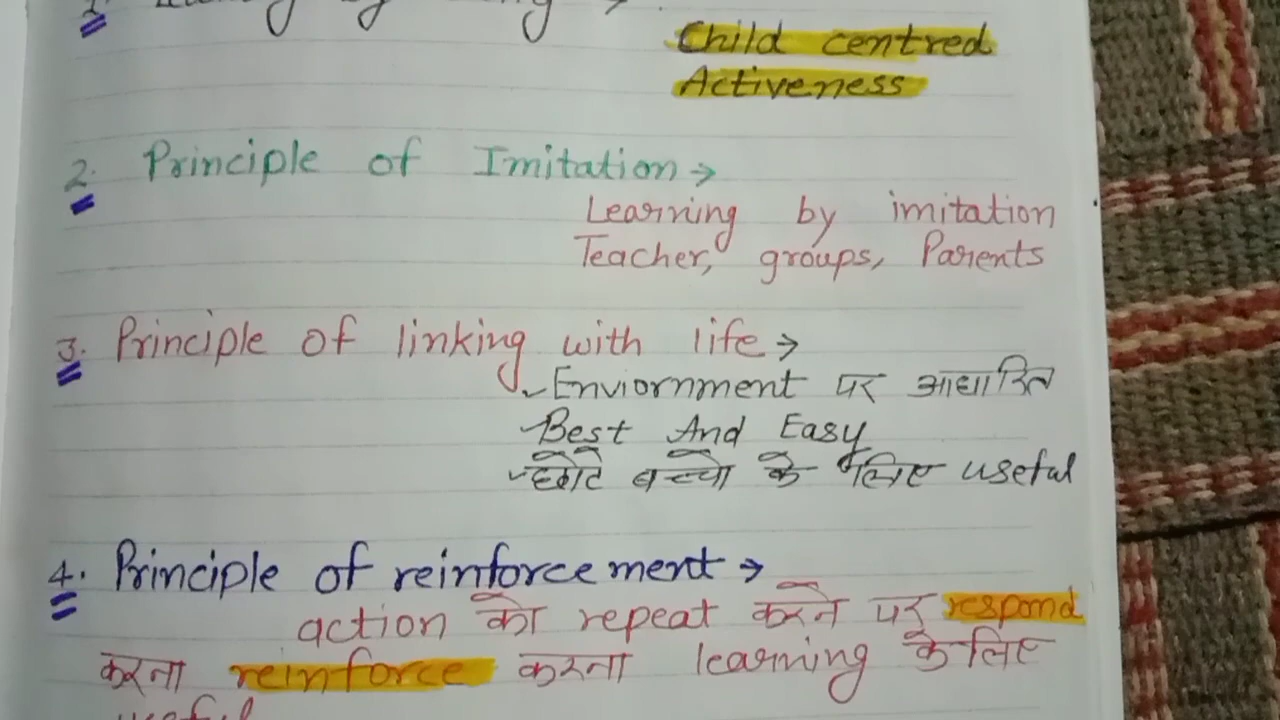 1.
Child centred
Activeness
2. Principle of Imitation →
Learning by imitation
Teacher, groups, Parents
3. Principle of linking with life →
Enviornment पर आधारित
Best And Easy
छोटे बच्चो के लिए useful
4. Principle of reinforcement →
action को repeat करने पर respond
करना reinforce करना learning के लिए
useful